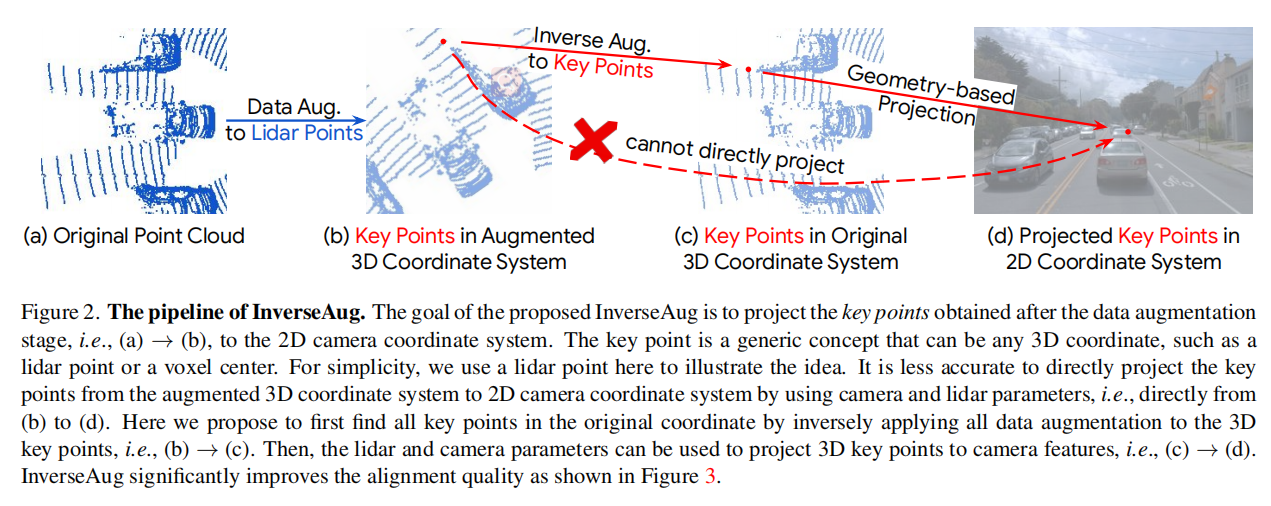 Inverse Aug.
to Key Points
Geometry-based
Projection
Data Aug.
to Lidar Points
cannot directly project
(a) Original Point Cloud
(b) Key Points in Augmented
3D Coordinate System
(c) Key Points in Original
3D Coordinate System
(d) Projected Key Points in
2D Coordinate System
Figure 2. The pipeline of InverseAug. The goal of the proposed InverseAug is to project the key points obtained after the data augmentation
stage, i.e., (a) → (b), to the 2D camera coordinate system. The key point is a generic concept that can be any 3D coordinate, such as a
lidar point or a voxel center. For simplicity, we use a lidar point here to illustrate the idea. It is less accurate to directly project the key
points from the augmented 3D coordinate system to 2D camera coordinate system by using camera and lidar parameters, i.e., directly from
(b) to (d). Here we propose to first find all key points in the original coordinate by inversely applying all data augmentation to the 3D
key points, i.e., (b) → (c). Then, the lidar and camera parameters can be used to project 3D key points to camera features, i.e., (c) → (d).
InverseAug significantly improves the alignment quality as shown in Figure 3.